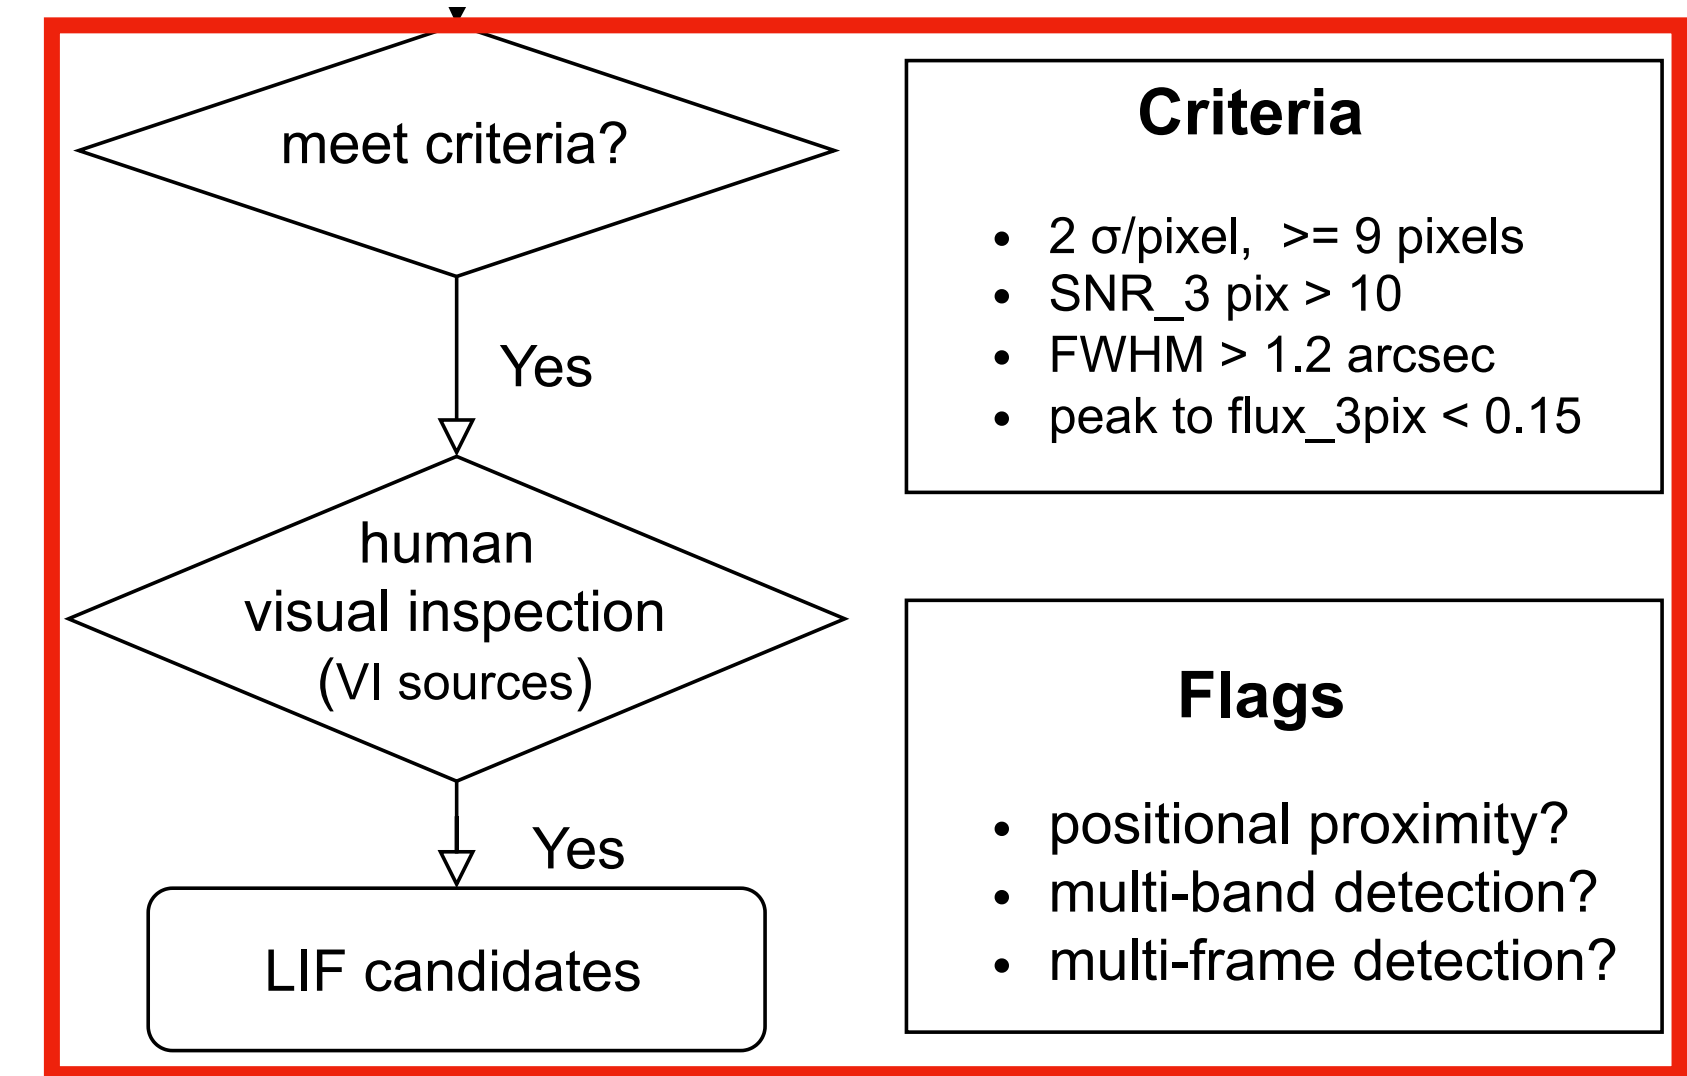 meet criteria?
Yes
human
visual inspection
(VI sources)
Yes
LIF candidates
Criteria
• 2 σ/pixel, >= 9 pixels
• SNR_3 pix > 10
• FWHM > 1.2 arcsec
• peak to flux_3pix < 0.15
Flags
• positional proximity?
• multi-band detection?
• multi-frame detection?